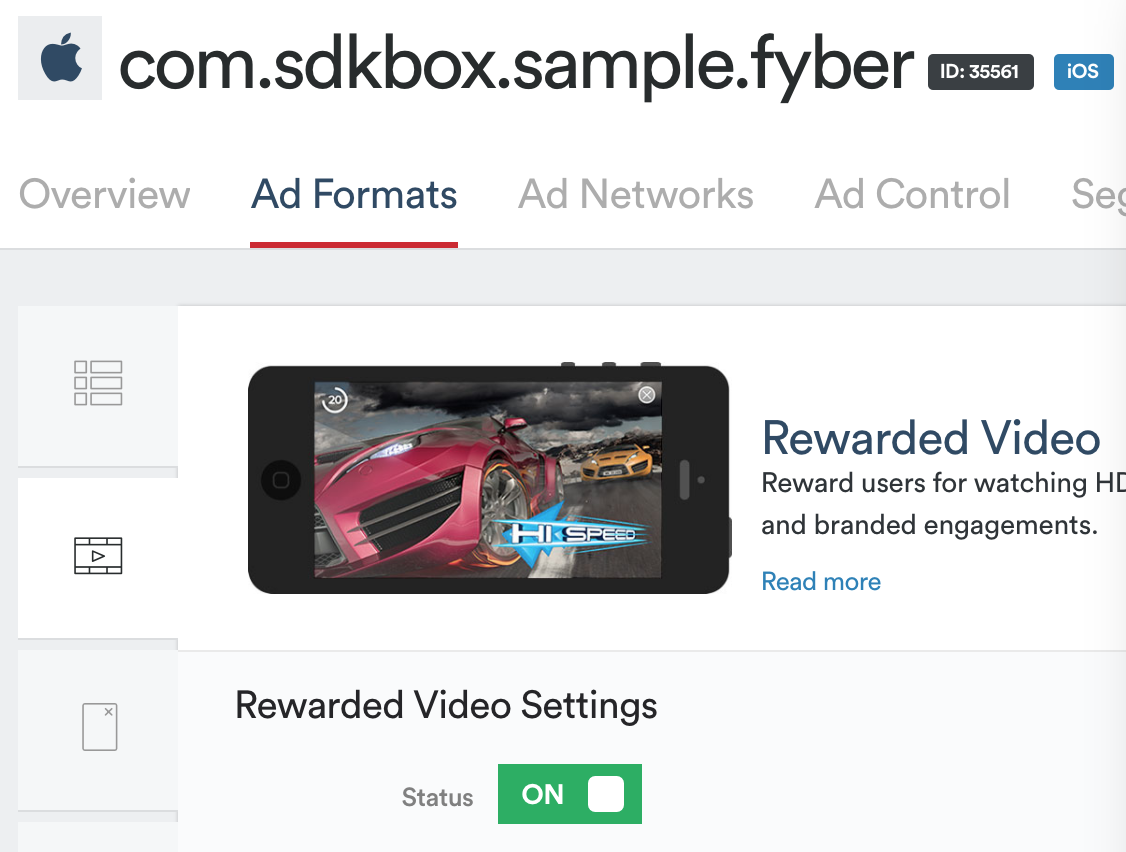 com.sdkbox.sample.fyber ID: 35561 iOS
Overview Ad Formats Ad Networks Ad Control Seg
20
HI SPEED
Rewarded Video
Reward users for watching HD
and branded engagements.
Read more
Rewarded Video Settings
Status ON